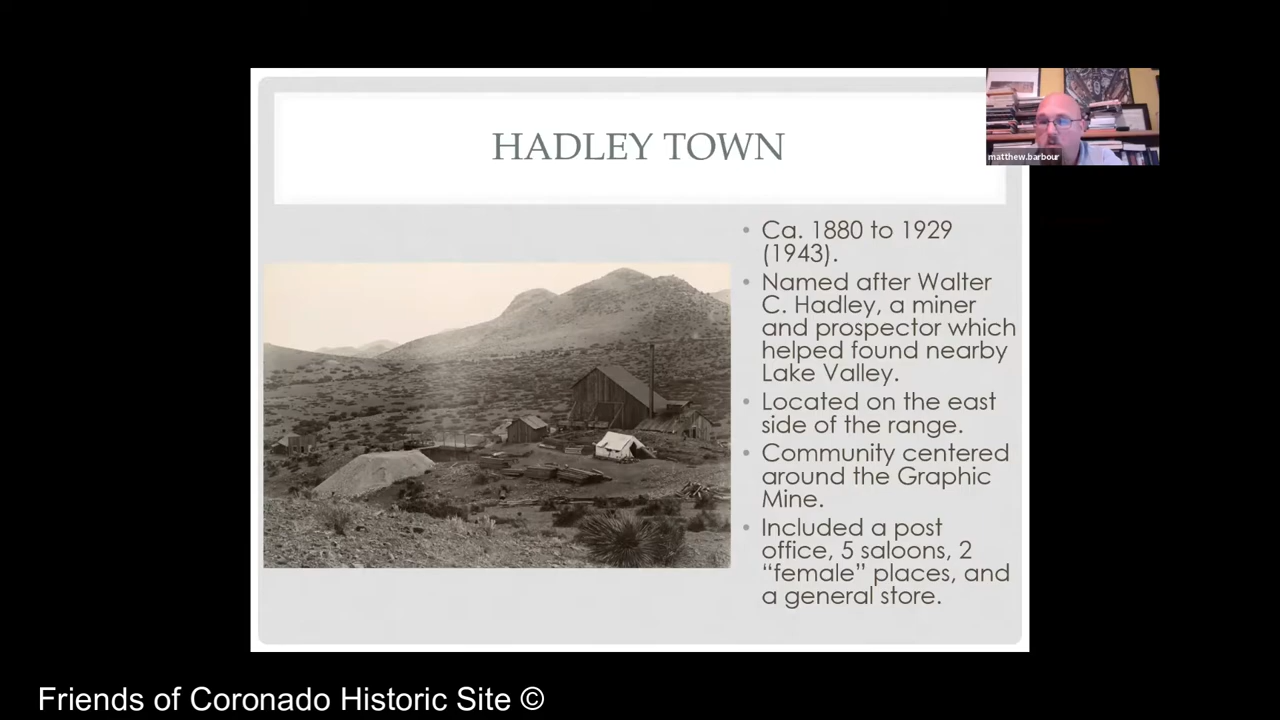 HADLEY TOWN
matthew.barbour
• Ca. 1880 to 1929
(1943).
• Named after Walter
C. Hadley, a miner
and prospector which
helped found nearby
Lake Valley.
• Located on the east
side of the range.
• Community centered
around the Graphic
Mine.
• Included a post
office, 5 saloons, 2
“female” places, and
a general store.
Friends of Coronado Historic Site ©